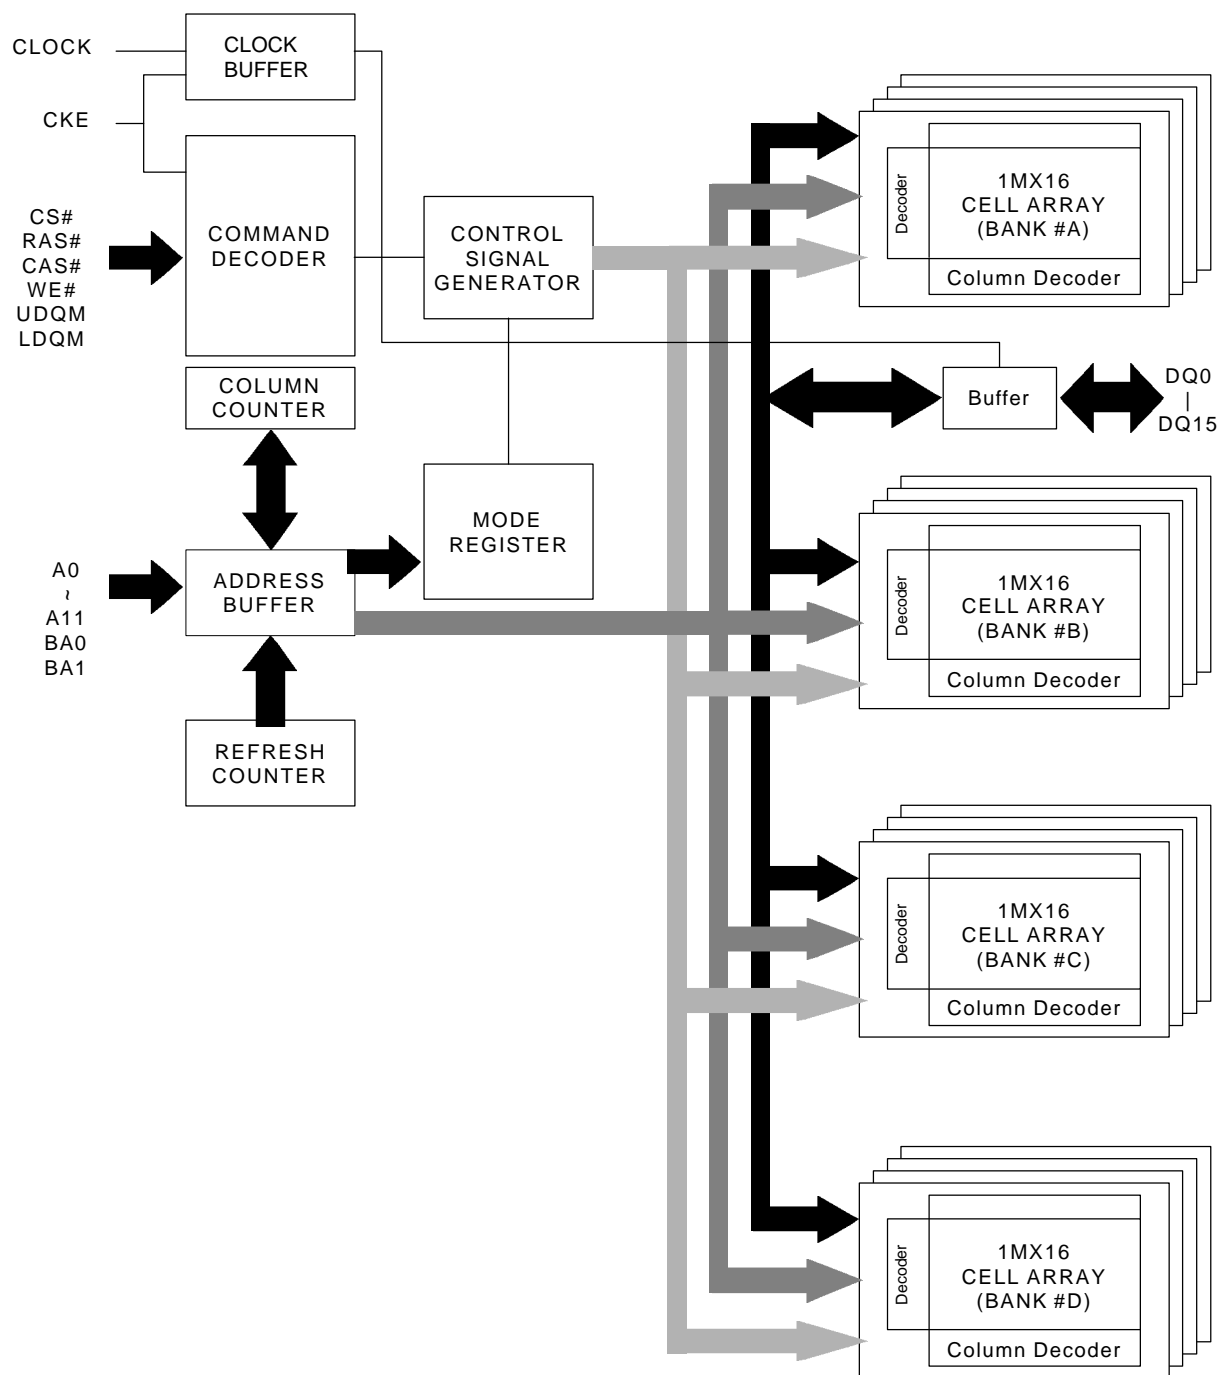 CLOCK
CLOCK
BUFFER
CKE
CS#
RAS#
CAS#
WE#
UDQM
LDQM
COMMAND
DECODER
CONTROL
SIGNAL
GENERATOR
COLUMN
COUNTER
MODE
REGISTER
A0
~
A11
BA0
BA1
ADDRESS
BUFFER
REFRESH
COUNTER
Decoder
1MX16
CELL ARRAY
(BANK #A)
Column Decoder
Buffer
DQ0
|
DQ15
Decoder
1MX16
CELL ARRAY
(BANK #B)
Column Decoder
Decoder
1MX16
CELL ARRAY
(BANK #C)
Column Decoder
Decoder
1MX16
CELL ARRAY
(BANK #D)
Column Decoder